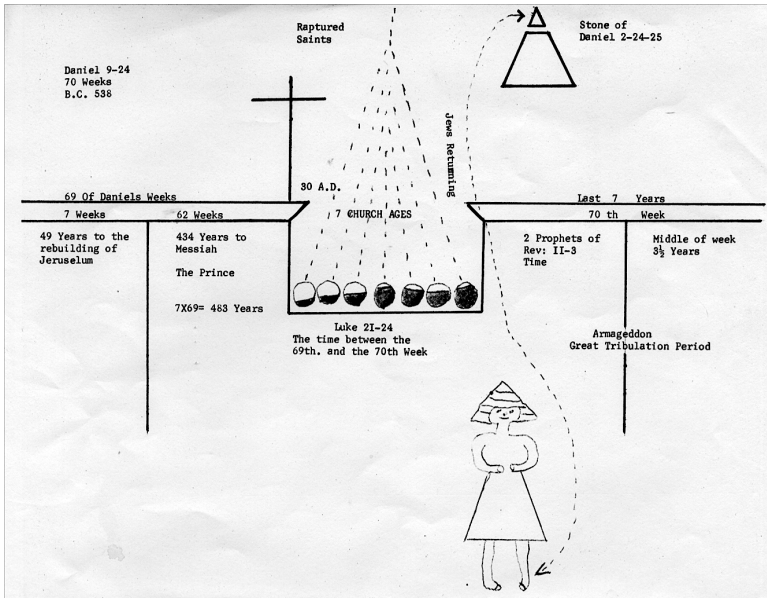 Raptured
Saints
Stone of
Daniel 2-24-25
Daniel 9-24
70 Weeks
B.C. 538
Jews Returning
30 A.D.
69 Of Daniels Weeks
7 Weeks
62 Weeks
7 CHURCH AGES
Last 7 Years
70 th Week
49 Years to the
rebuilding of
Jeruselum
434 Years to
Messiah
The Prince
7X69= 483 Years
2 Prophets of
Rev: II-3
Time
Middle of week
3½ Years
Luke 2I-24
The time between the
69th. and the 70th Week
Armageddon
Great Tribulation Period